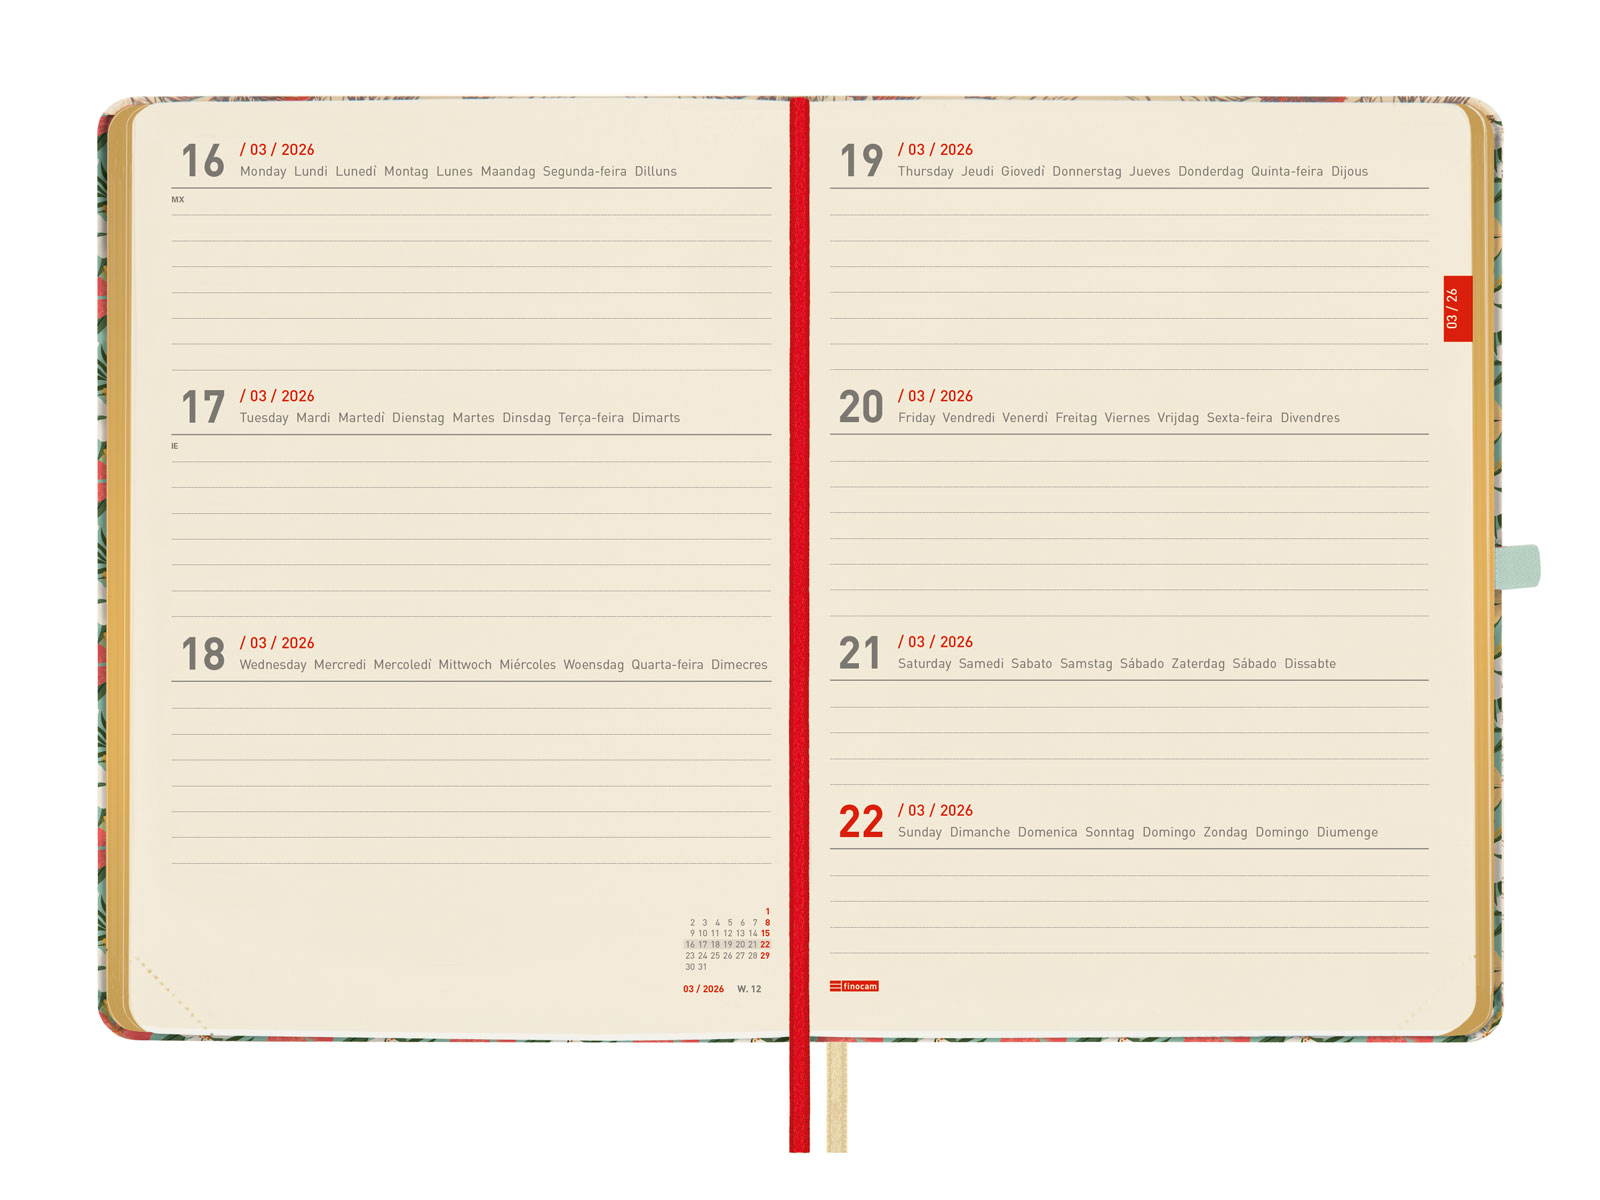 16 / 03 / 2026
Monday Lundi Lunedì Montag Lunes Maandag Segunda-feira Dilluns
MX
17 / 03 / 2026
Tuesday Mardi Martedì Dienstag Martes Dinsdag Terça-feira Dimarts
IE
18 / 03 / 2026
Wednesday Mercredi Mercoledì Mittwoch Miércoles Woensdag Quarta-feira Dimecres
1
2 3 4 5 6 7 8
9 10 11 12 13 14 15
16 17 18 19 20 21 22
23 24 25 26 27 28 29
30 31
03 / 2026 W. 12
19 / 03 / 2026
Thursday Jeudi Giovedì Donnerstag Jueves Donderdag Quinta-feira Dijous
03 / 26
20 / 03 / 2026
Friday Vendredi Venerdì Freitag Viernes Vrijdag Sexta-feira Divendres
21 / 03 / 2026
Saturday Samedi Sabato Samstag Sábado Zaterdag Sábado Dissabte
22 / 03 / 2026
Sunday Dimanche Domenica Sonntag Domingo Zondag Domingo Diumenge
finocam